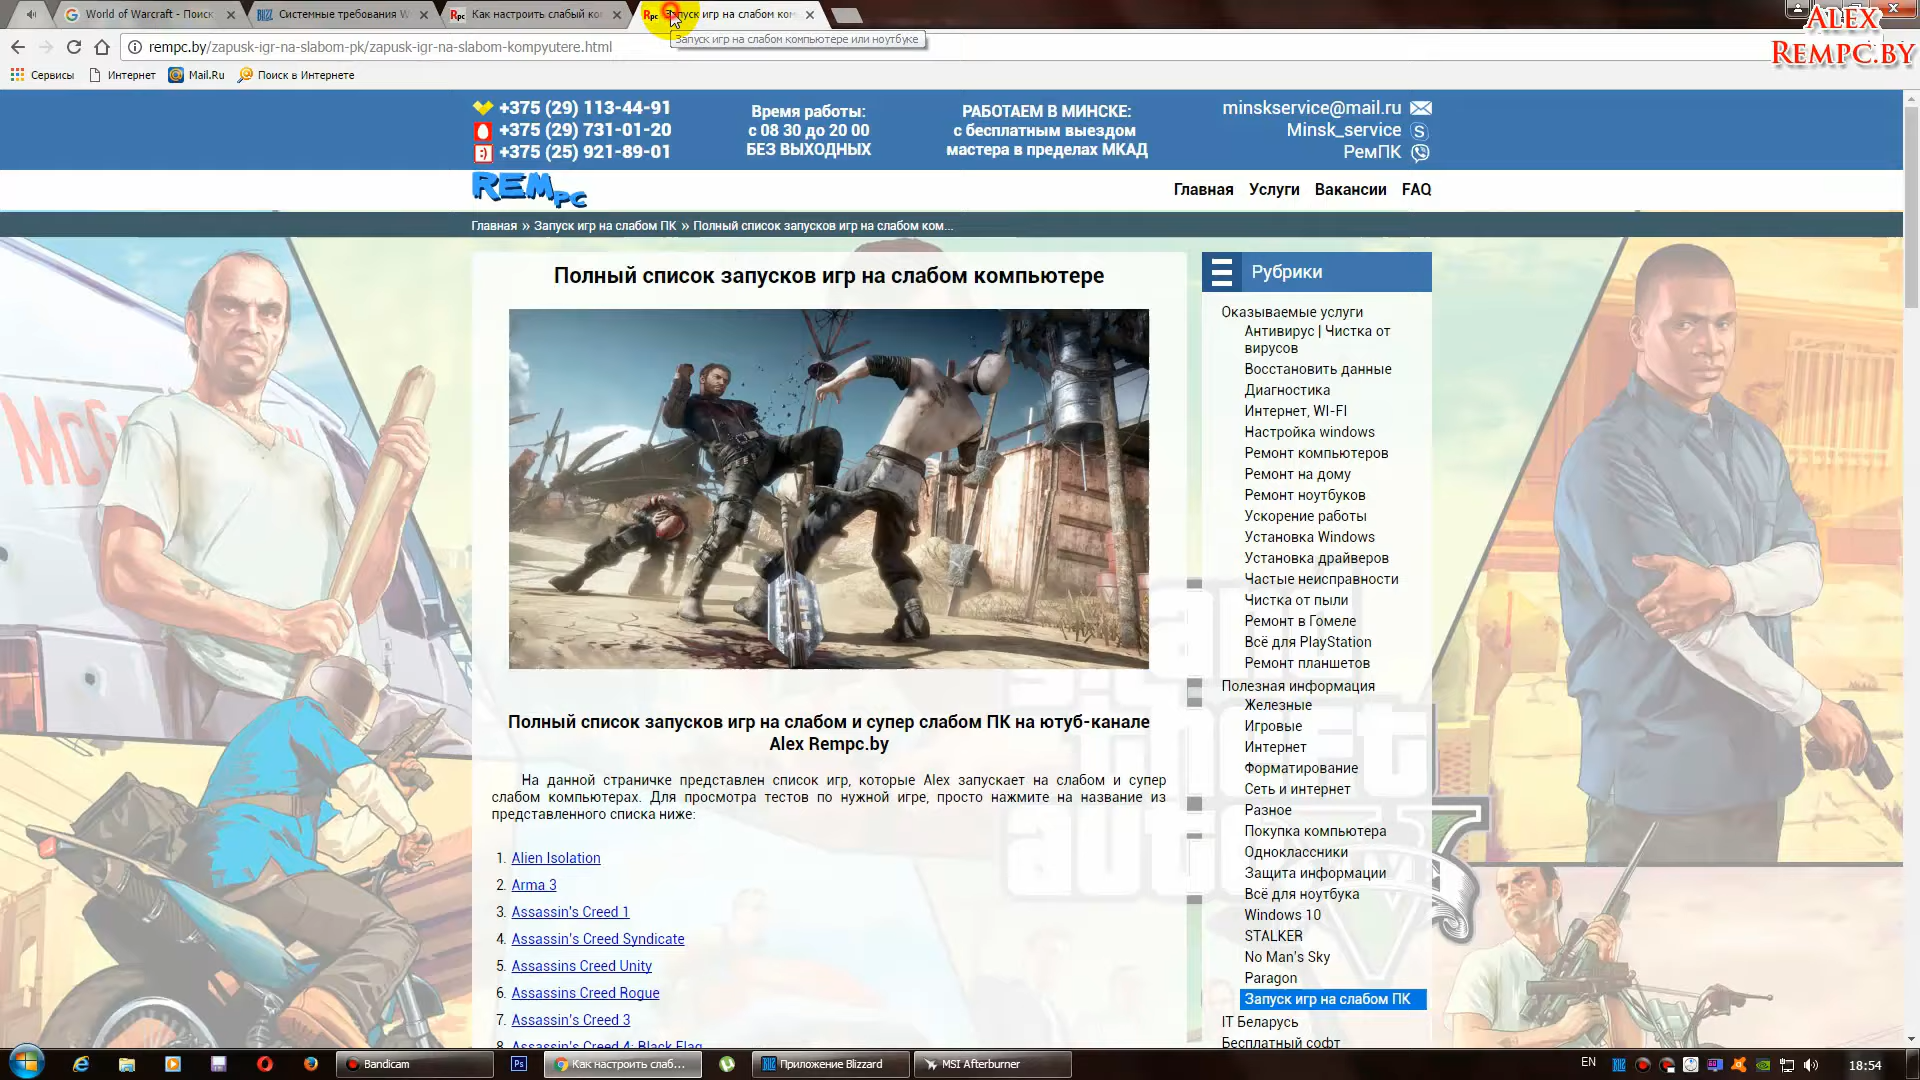 World of Warcraft - Поиск
Системные требования W
Как настроить слабый ко
Запуск игр на слабом ком
ALEX
REMPC.BY
rempc.by/zapusk-igr-na-slabom-pk/zapusk-igr-na-slabom-kompyutere.html
Запуск игр на слабом компьютере или ноутбуке
Сервисы
Интернет
Mail.Ru
Поиск в Интернете
+375 (29) 113-44-91
+375 (29) 731-01-20
+375 (25) 921-89-01
Время работы:
с 08 30 до 20 00
БЕЗ ВЫХОДНЫХ
РАБОТАЕМ В МИНСКЕ:
с бесплатным выездом
мастера в пределах МКАД
minskservice@mail.ru
Minsk_service
РемПК
REMPC
Главная Услуги Вакансии FAQ
Главная » Запуск игр на слабом ПК » Полный список запусков игр на слабом ком...
Полный список запусков игр на слабом компьютере
Полный список запусков игр на слабом и супер слабом ПК на ютуб-канале
Alex Rempc.by
На данной страничке представлен список игр, которые Alex запускает на слабом и супер
слабом компьютерах. Для просмотра тестов по нужной игре, просто нажмите на название из
представленного списка ниже:
1. Alien Isolation
2. Arma 3
3. Assassin's Creed 1
4. Assassin's Creed Syndicate
5. Assassins Creed Unity
6. Assassins Creed Rogue
7. Assassin's Creed 3
8. Assassin's Creed 4: Black Flag
Рубрики
Оказываемые услуги
Антивирус | Чистка от
вирусов
Восстановить данные
Диагностика
Интернет, WI-FI
Настройка windows
Ремонт компьютеров
Ремонт на дому
Ремонт ноутбуков
Ускорение работы
Установка Windows
Установка драйверов
Частые неисправности
Чистка от пыли
Ремонт в Гомеле
Всё для PlayStation
Ремонт планшетов
Полезная информация
Железные
Игровые
Интернет
Форматирование
Сеть и интернет
Разное
Покупка компьютера
Одноклассники
Защита информации
Всё для ноутбука
Windows 10
STALKER
No Man's Sky
Paragon
Запуск игр на слабом ПК
IT Беларусь
Бесплатный софт
Bandicam
Как настроить слаб...
Приложение Blizzard
MSI Afterburner
EN
18:54